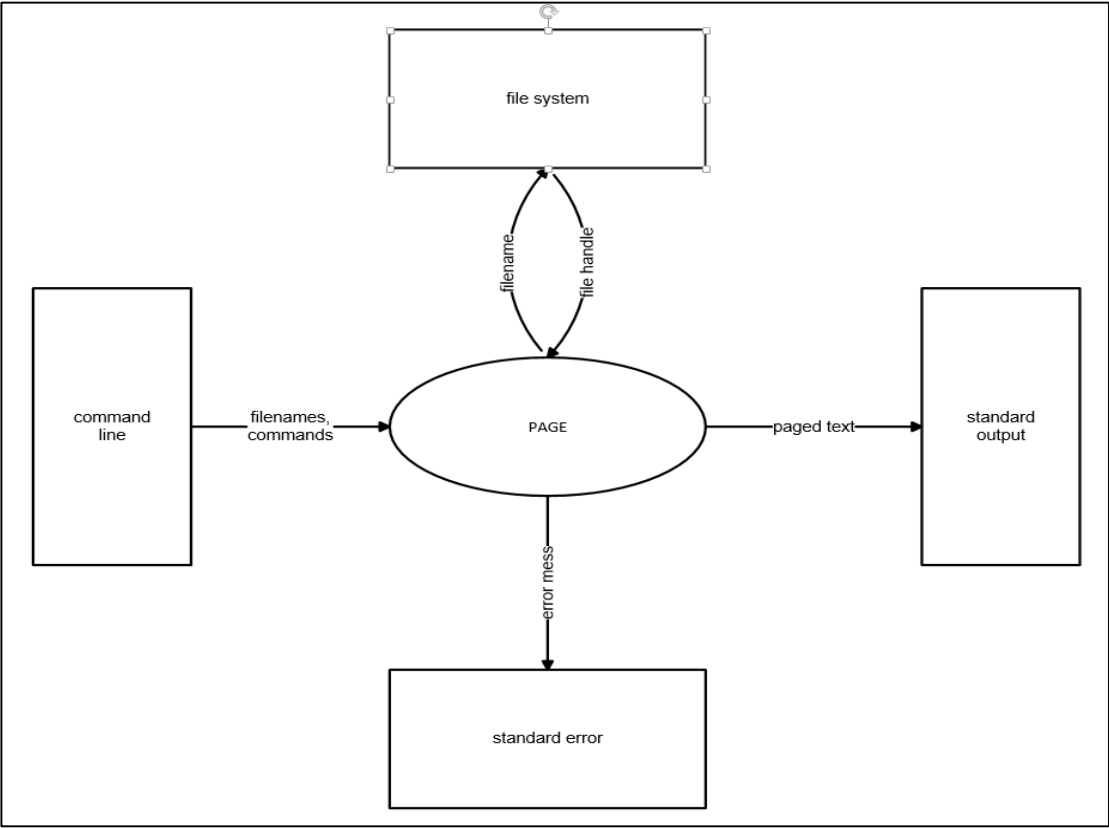 file system
filename
file handle
command
line
filenames,
commands
PAGE
paged text
standard
output
error mess
standard error